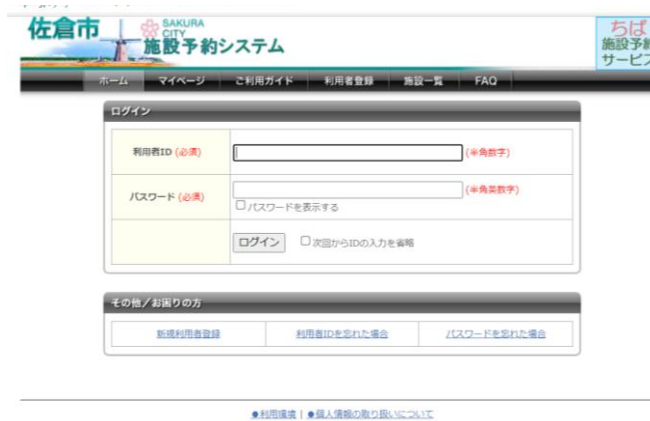 佐倉市
SAKURA
CITY
施設予約システム
ちば
施設予約
サービス
ホーム マイページ ご利用ガイド 利用者登録 施設一覧 FAQ
ログイン
利用者ID (必須) (半角数字)
パスワード (必須) (半角英数字)
パスワードを表示する
ログイン 次回からIDの入力を省略
その他/お困りの方
新規利用者登録 利用者IDを忘れた場合 パスワードを忘れた場合
●利用環境 | ●個人情報の取り扱いについて